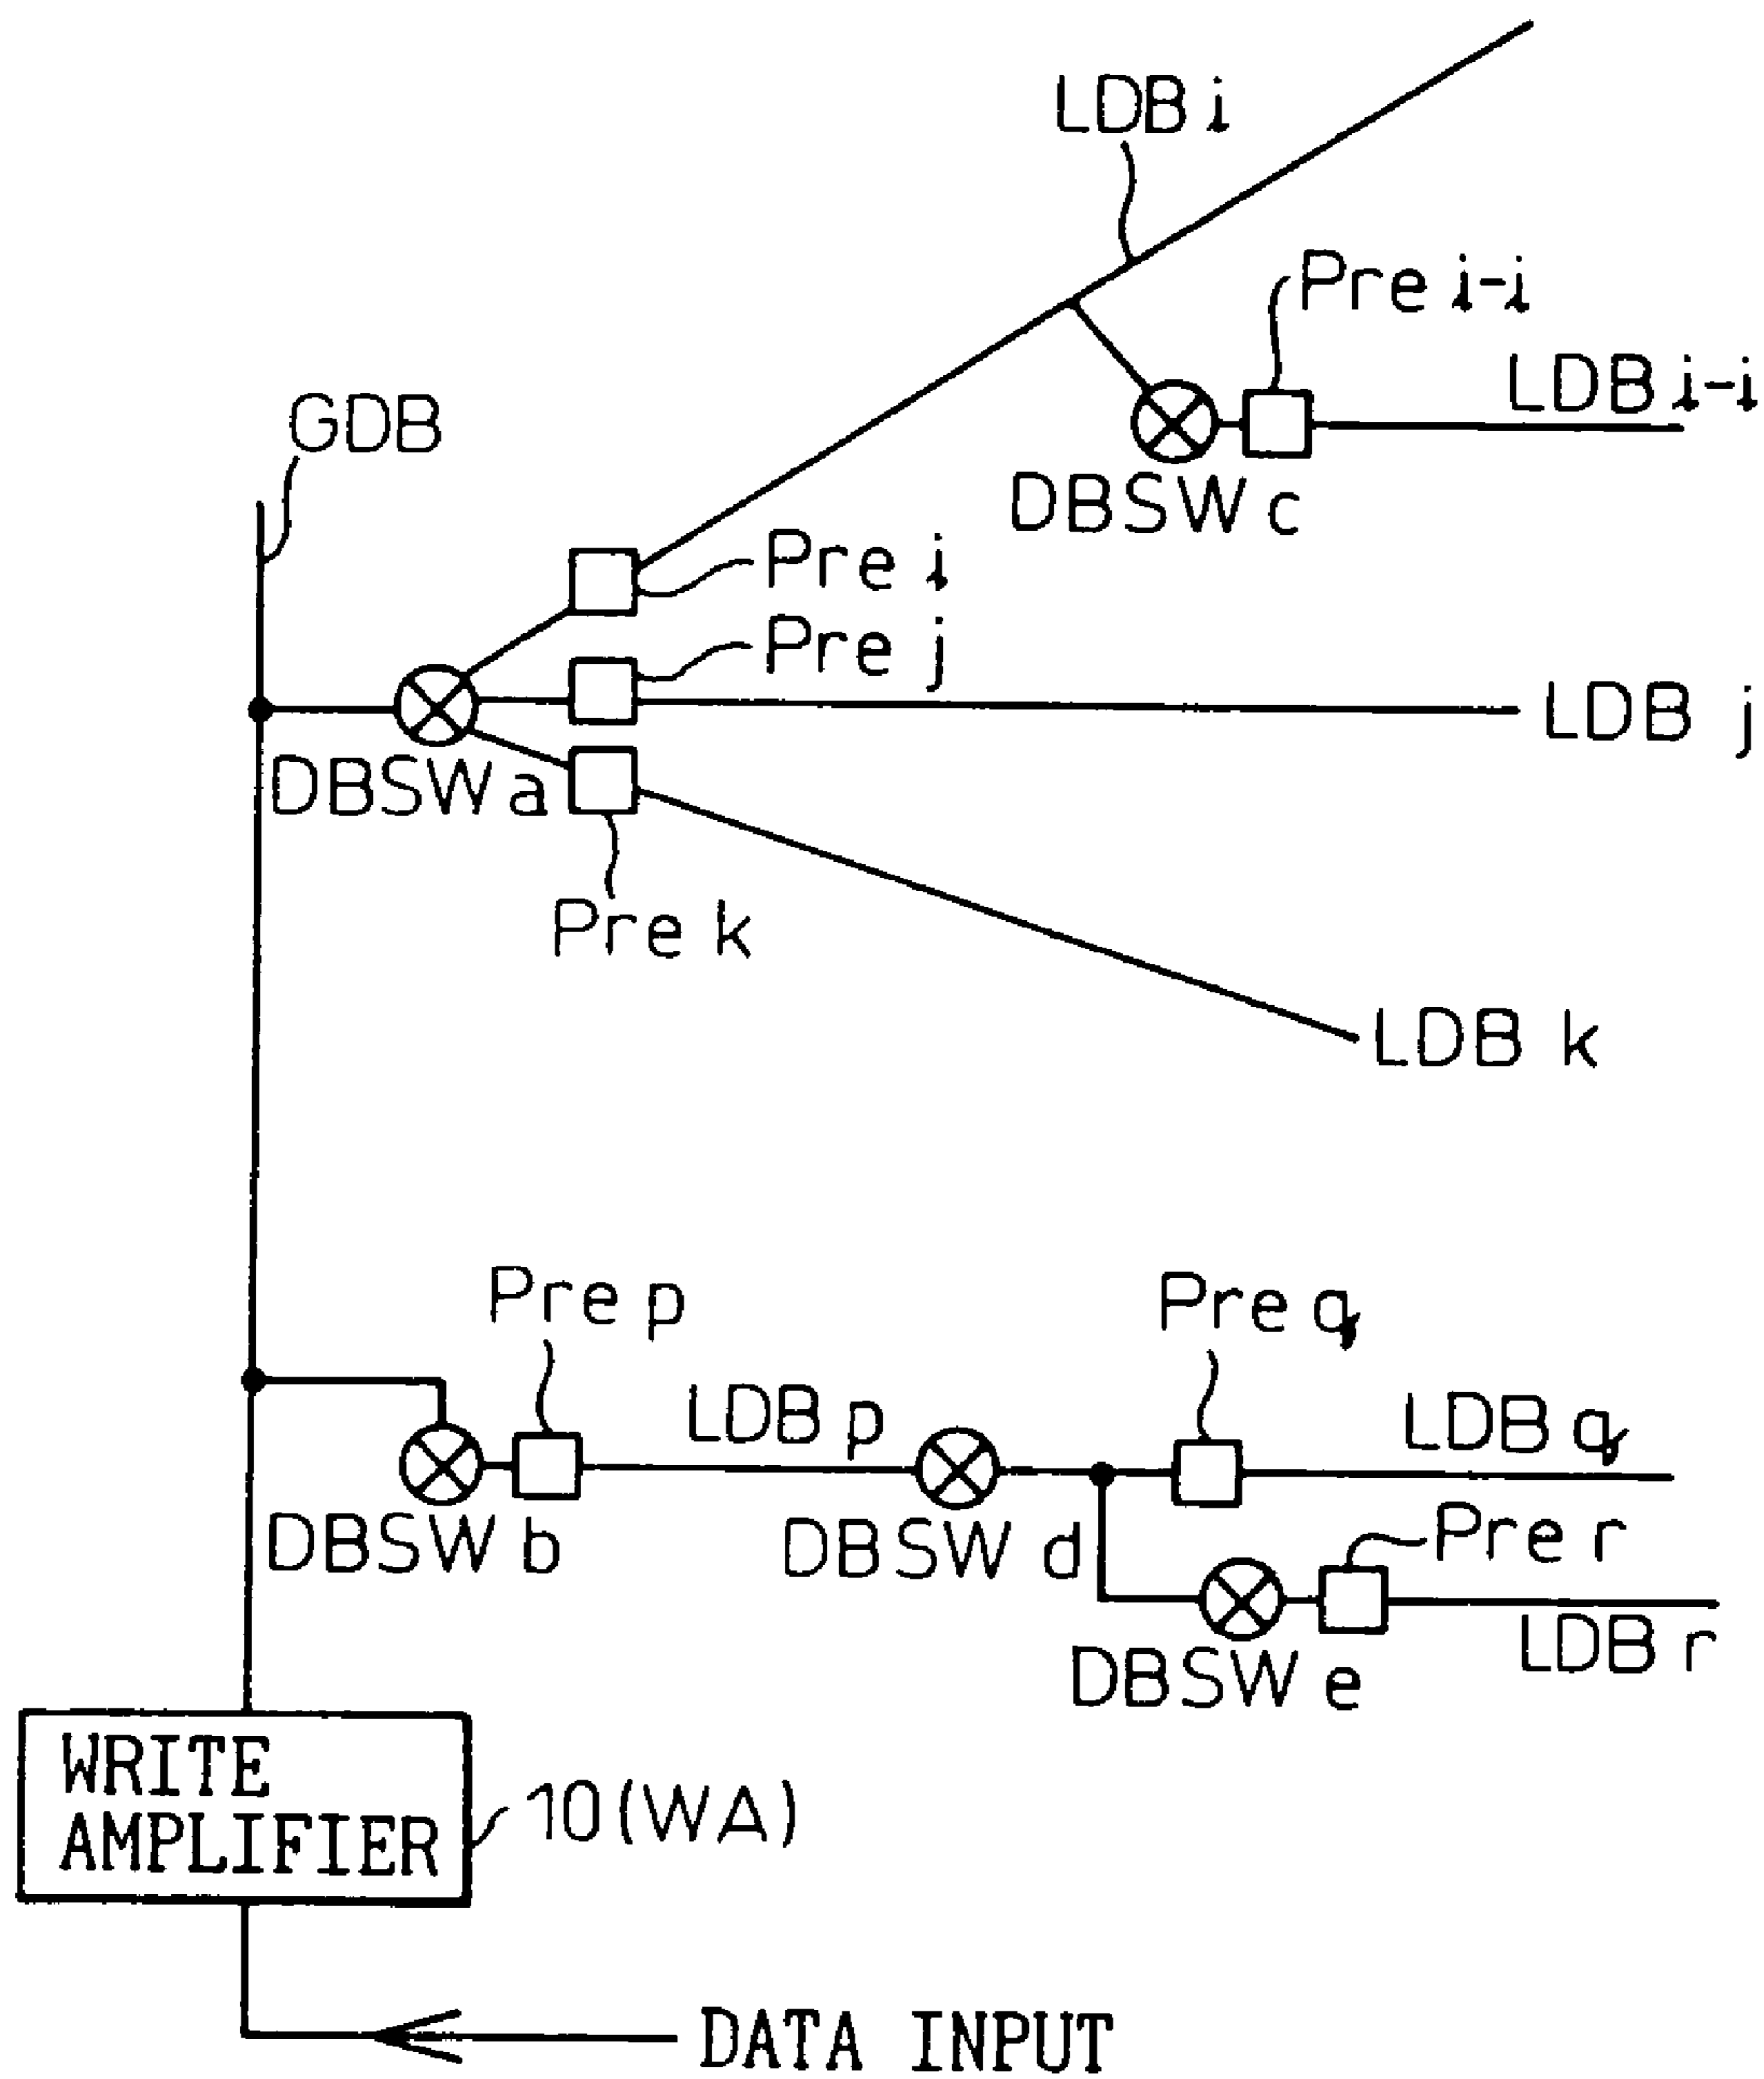 LDB i
Pre i-i
LDB i-i
GDB
DBSW c
Pre i
Pre j
LDB j
DBSW a
Pre k
LDB k
Pre p
Pre q
LDB p
LDB q
DBSW b
DBSW d
Pre r
DBSW e
LDB r
WRITE
AMPLIFIER
10(WA)
DATA INPUT